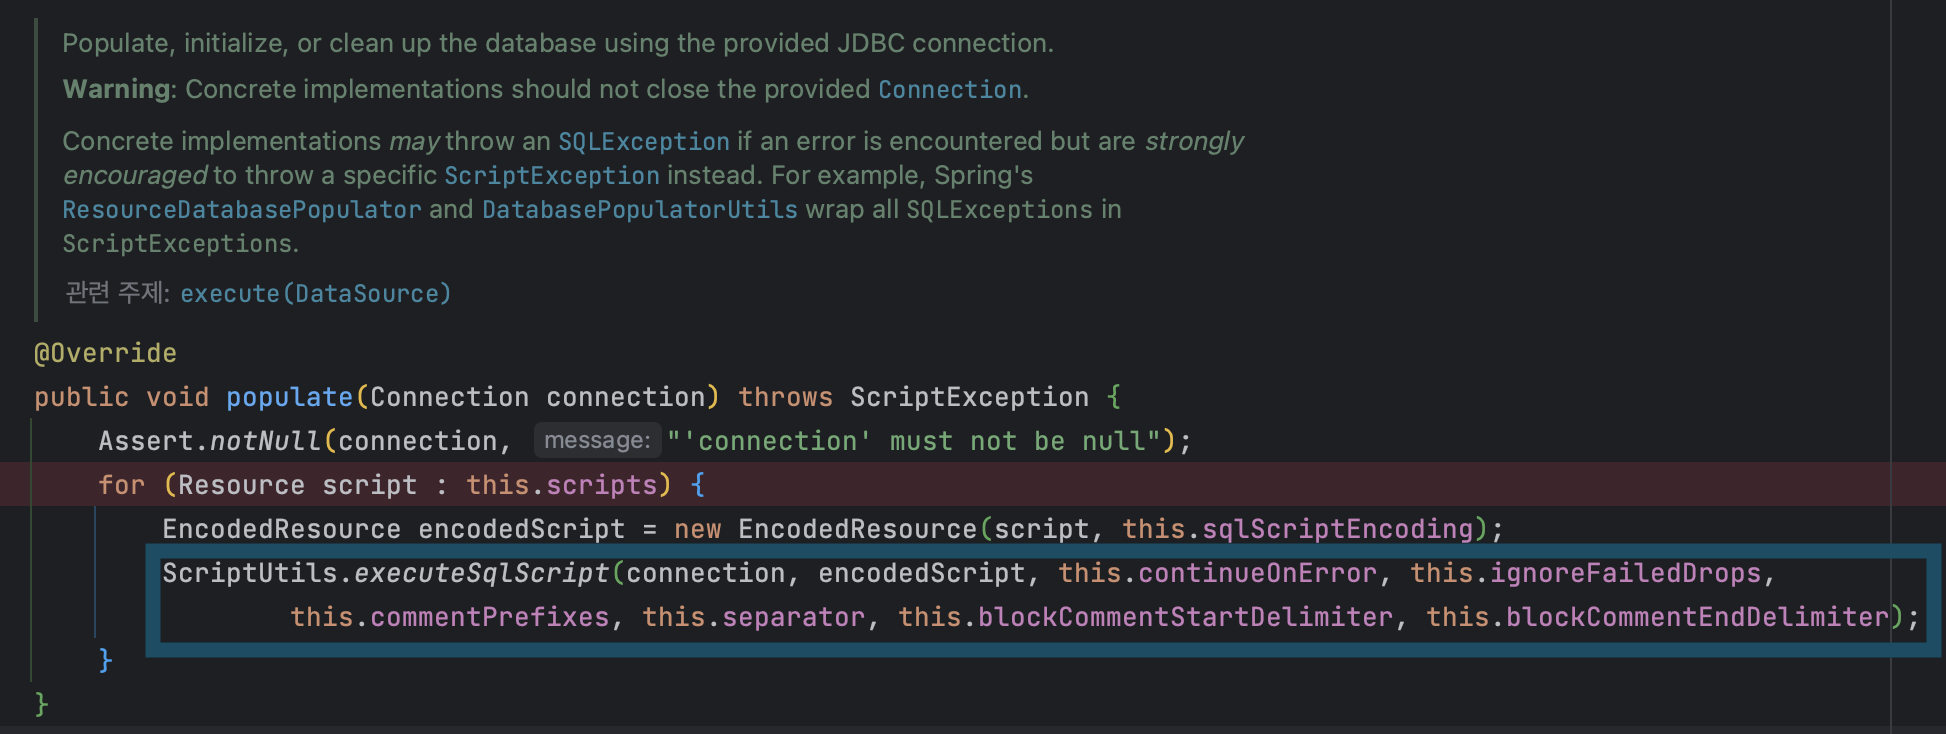 Populate, initialize, or clean up the database using the provided JDBC connection.
Warning: Concrete implementations should not close the provided Connection.
Concrete implementations may throw an SQLException if an error is encountered but are strongly
encouraged to throw a specific ScriptException instead. For example, Spring's
ResourceDatabasePopulator and DatabasePopulatorUtils wrap all SQLExceptions in
ScriptExceptions.
관련 주제: execute(DataSource)
@Override
public void populate(Connection connection) throws ScriptException {
Assert.notNull(connection, message: "'connection' must not be null");
for (Resource script : this.scripts) {
EncodedResource encodedScript = new EncodedResource(script, this.sqlScriptEncoding);
ScriptUtils.executeSqlScript(connection, encodedScript, this.continueOnError, this.ignoreFailedDrops,
this.commentPrefixes, this.separator, this.blockCommentStartDelimiter, this.blockCommentEndDelimiter);
}
}